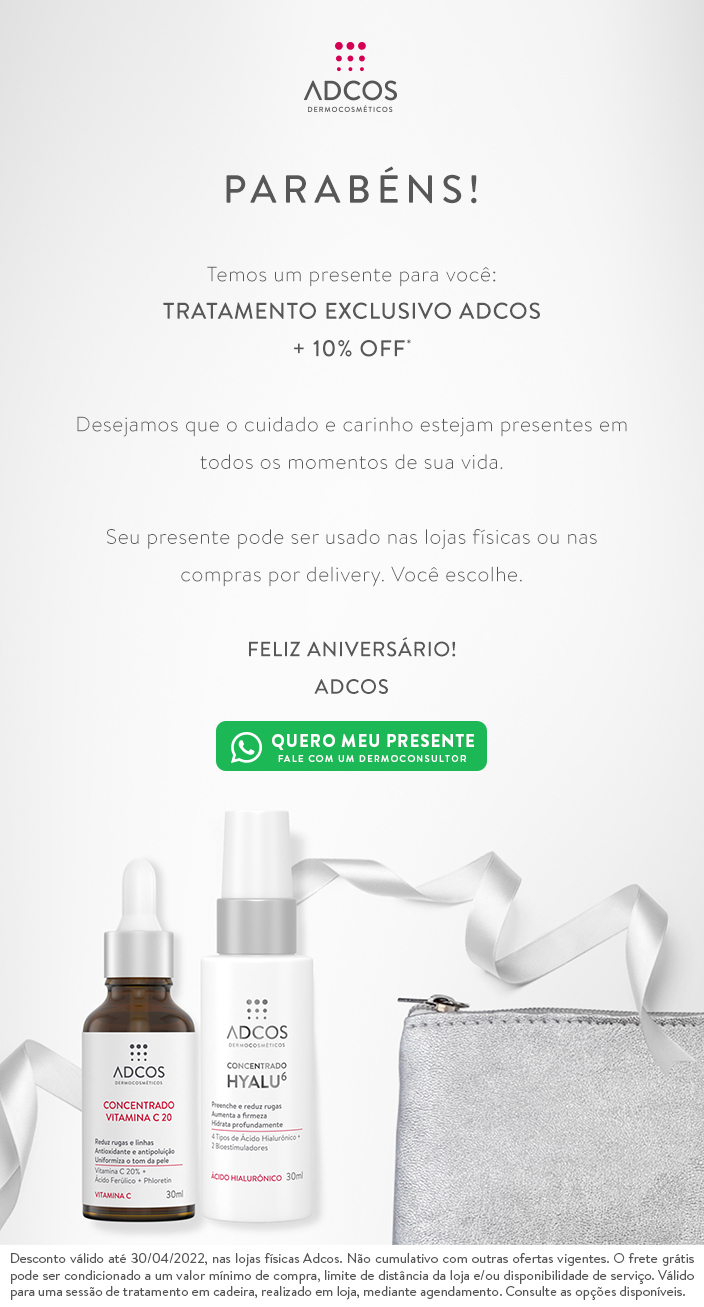 ADCOS
DERMOCOSMÉTICOS
PARABÉNS!
Temos um presente para você:
TRATAMENTO EXCLUSIVO ADCOS
+ 10% OFF*
Desejamos que o cuidado e carinho estejam presentes em
todos os momentos de sua vida.
Seu presente pode ser usado nas lojas físicas ou nas
compras por delivery. Você escolhe.
FELIZ ANIVERSÁRIO!
ADCOS
QUERO MEU PRESENTE
FALE COM UM DERMOCONSULTOR
ADCOS
DERMOCOSMÉTICOS
CONCENTRADO
VITAMINA C 20
Reduz rugas e linhas
Antioxidante e antipoluição
Uniformiza o tom da pele
Vitamina C 20% +
Ácido Ferúlico + Phloretin
VITAMINA C 30ml
ADCOS
DERMOCOSMÉTICOS
CONCENTRADO
HYALU⁶
Preenche e reduz rugas
Aumenta a firmeza
Hidrata profundamente
4 Tipos de Ácido Hialurônico +
2 Bioestimuladores
ÁCIDO HIALURÔNICO 30ml
Desconto válido até 30/04/2022, nas lojas físicas Adcos. Não cumulativo com outras ofertas vigentes. O frete grátis
pode ser condicionado a um valor mínimo de compra, limite de distância da loja e/ou disponibilidade de serviço. Válido
para uma sessão de tratamento em cadeira, realizado em loja, mediante agendamento. Consulte as opções disponíveis.